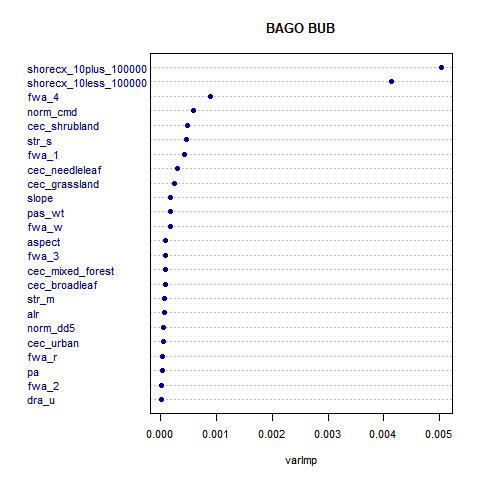 BAGO BUB
shorecx_10plus_100000
shorecx_10less_100000
fwa_4
norm_cmd
cec_shrubland
str_s
fwa_1
cec_needleleaf
cec_grassland
slope
pas_wt
fwa_w
aspect
fwa_3
cec_mixed_forest
cec_broadleaf
str_m
alr
norm_dd5
cec_urban
fwa_r
pa
fwa_2
dra_u
0.000 0.001 0.002 0.003 0.004 0.005
varImp